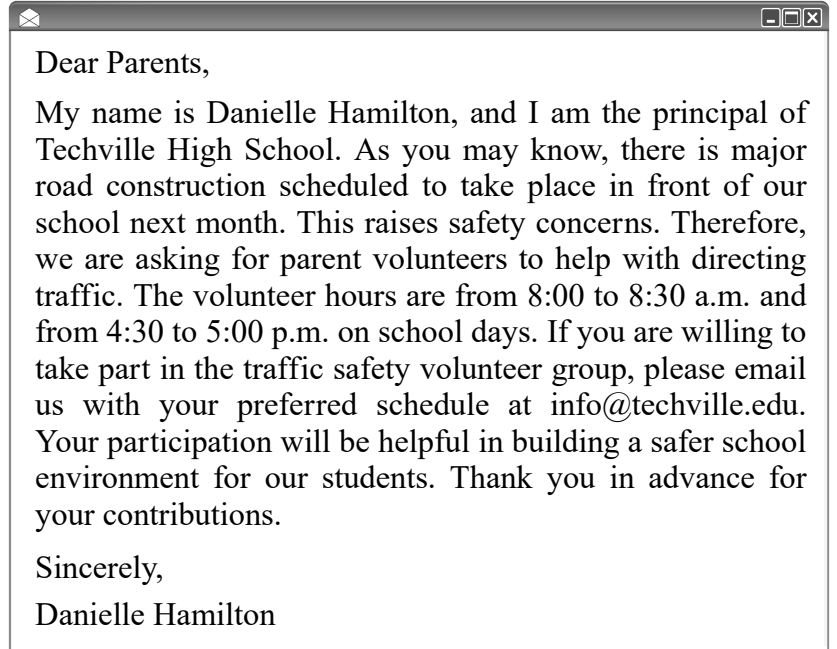 Dear Parents,
My name is Danielle Hamilton, and I am the principal of
Techville High School. As you may know, there is major
road construction scheduled to take place in front of our
school next month. This raises safety concerns. Therefore,
we are asking for parent volunteers to help with directing
traffic. The volunteer hours are from 8:00 to 8:30 a.m. and
from 4:30 to 5:00 p.m. on school days. If you are willing to
take part in the traffic safety volunteer group, please email
us with your preferred schedule at info@techville.edu.
Your participation will be helpful in building a safer school
environment for our students. Thank you in advance for
your contributions.
Sincerely,
Danielle Hamilton